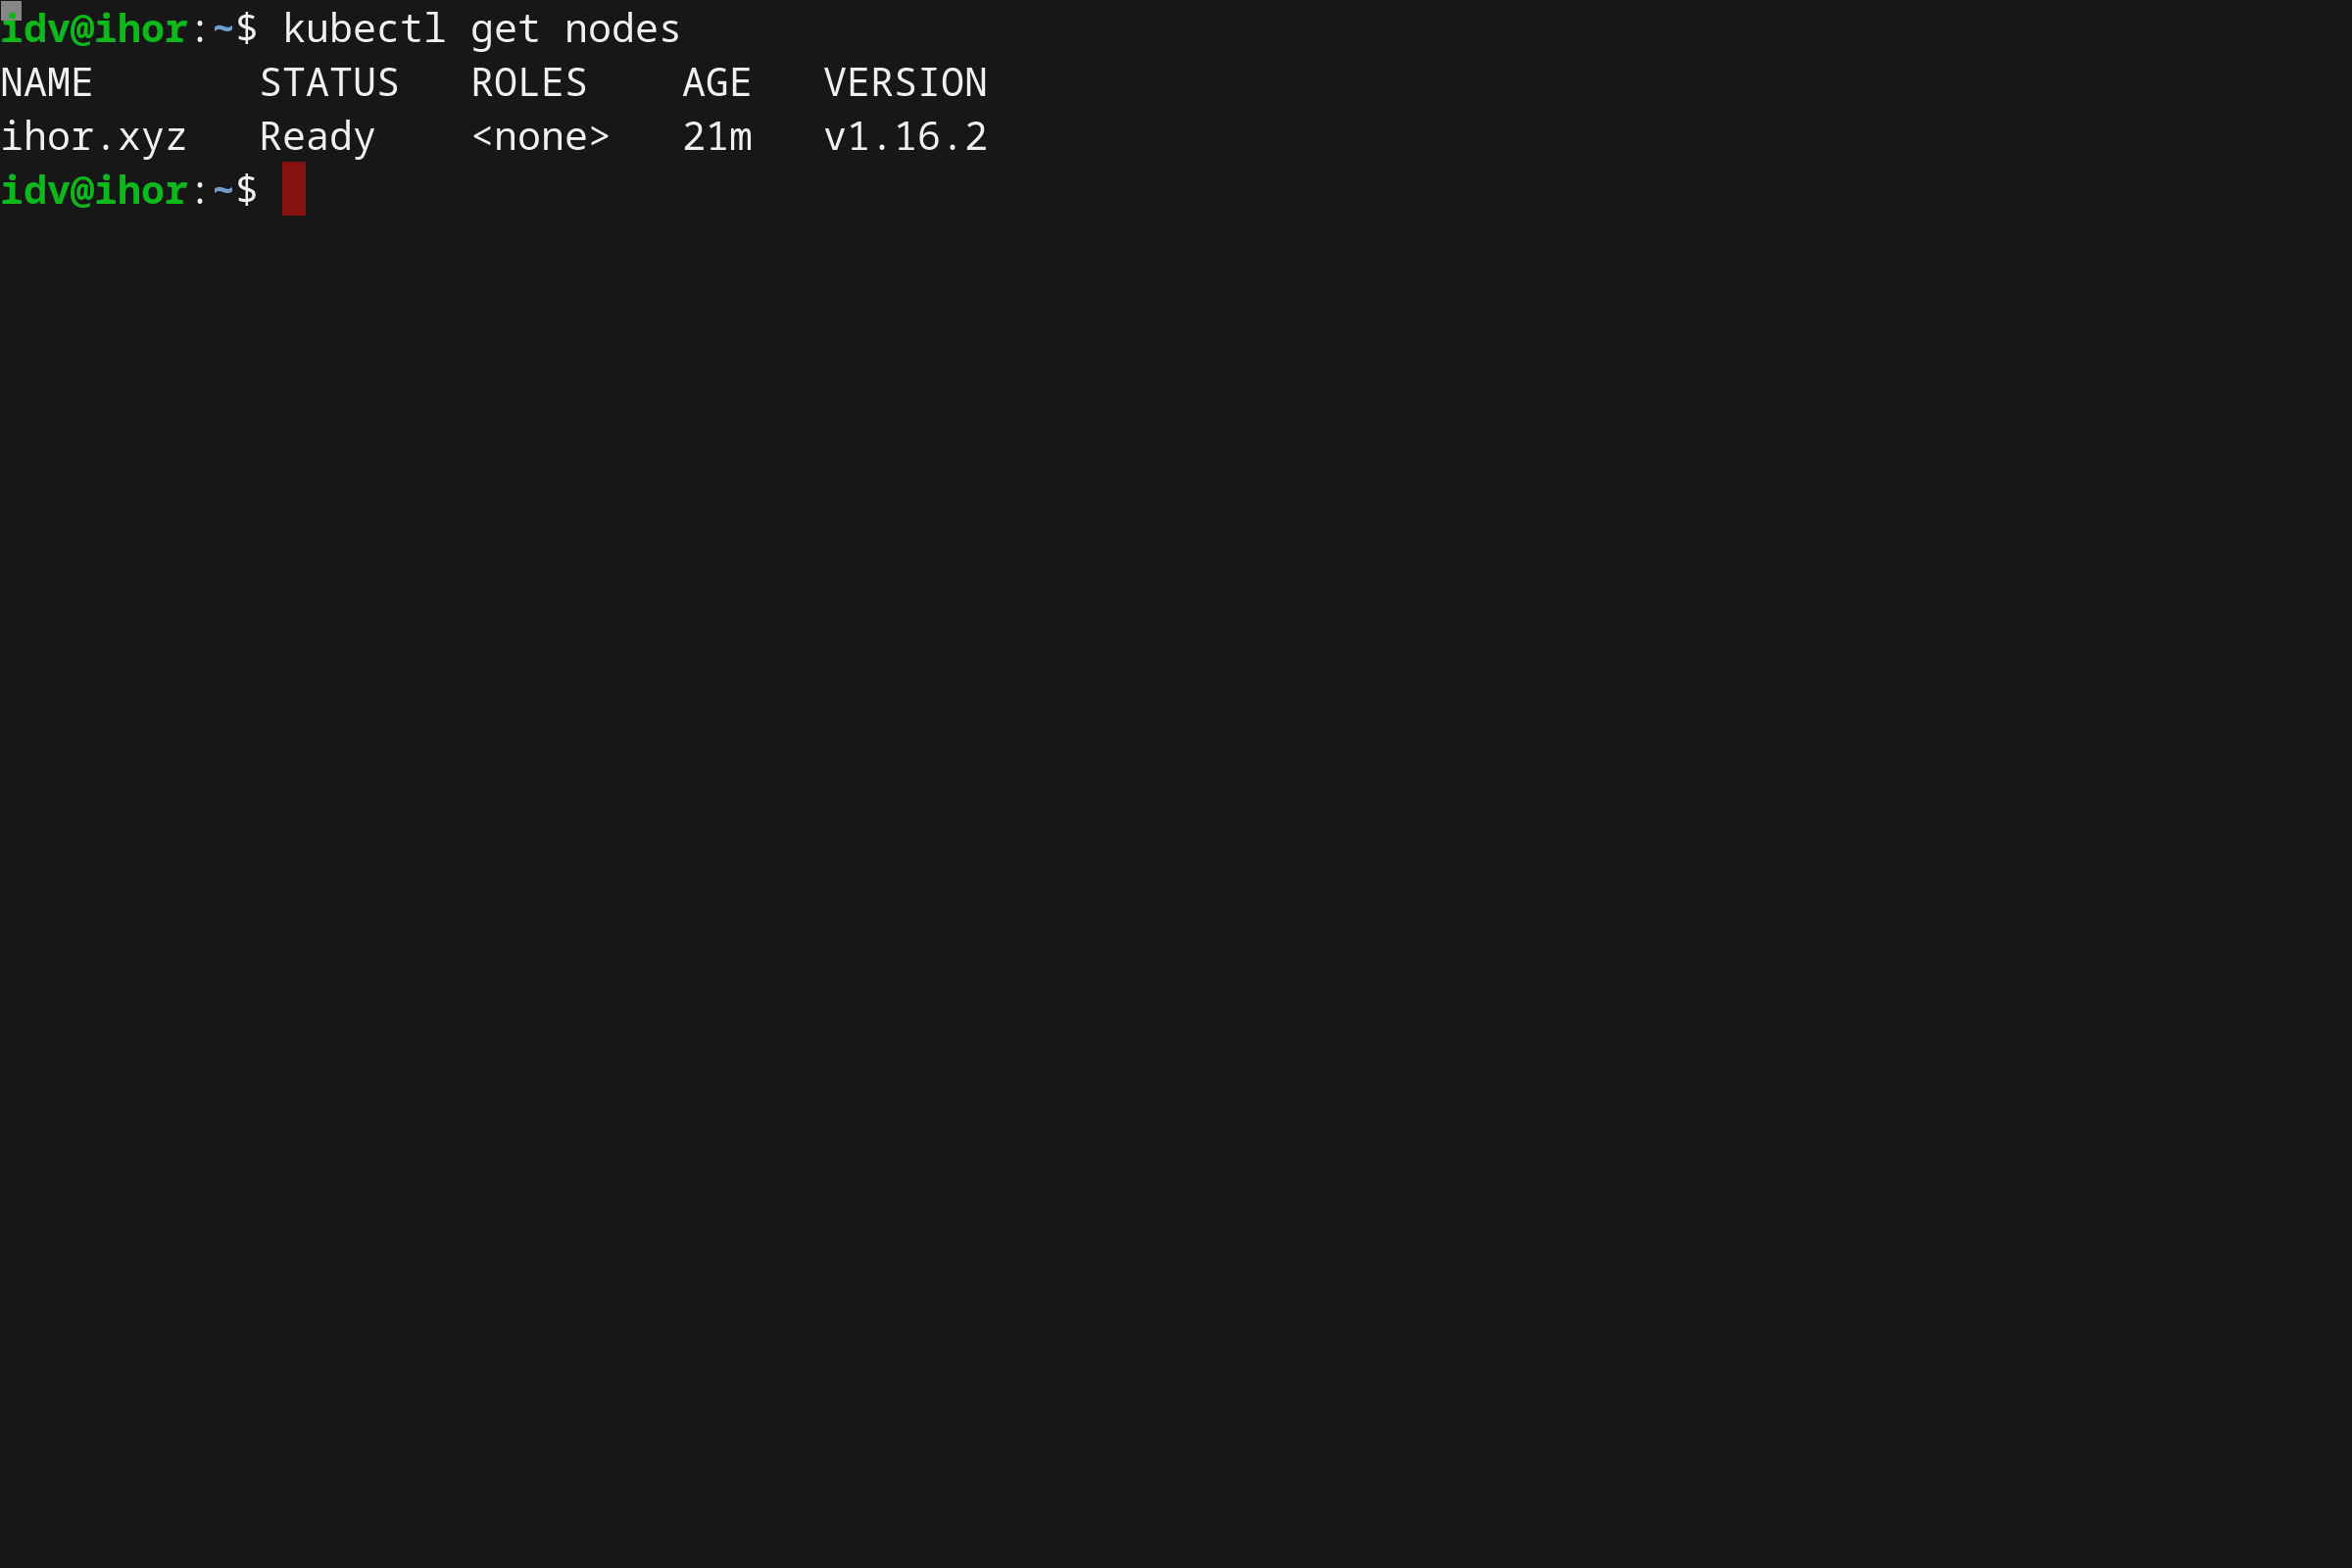 idv@ihor:~$ kubectl get nodes
NAME       STATUS   ROLES    AGE   VERSION
ihor.xyz   Ready    <none>   21m   v1.16.2
idv@ihor:~$